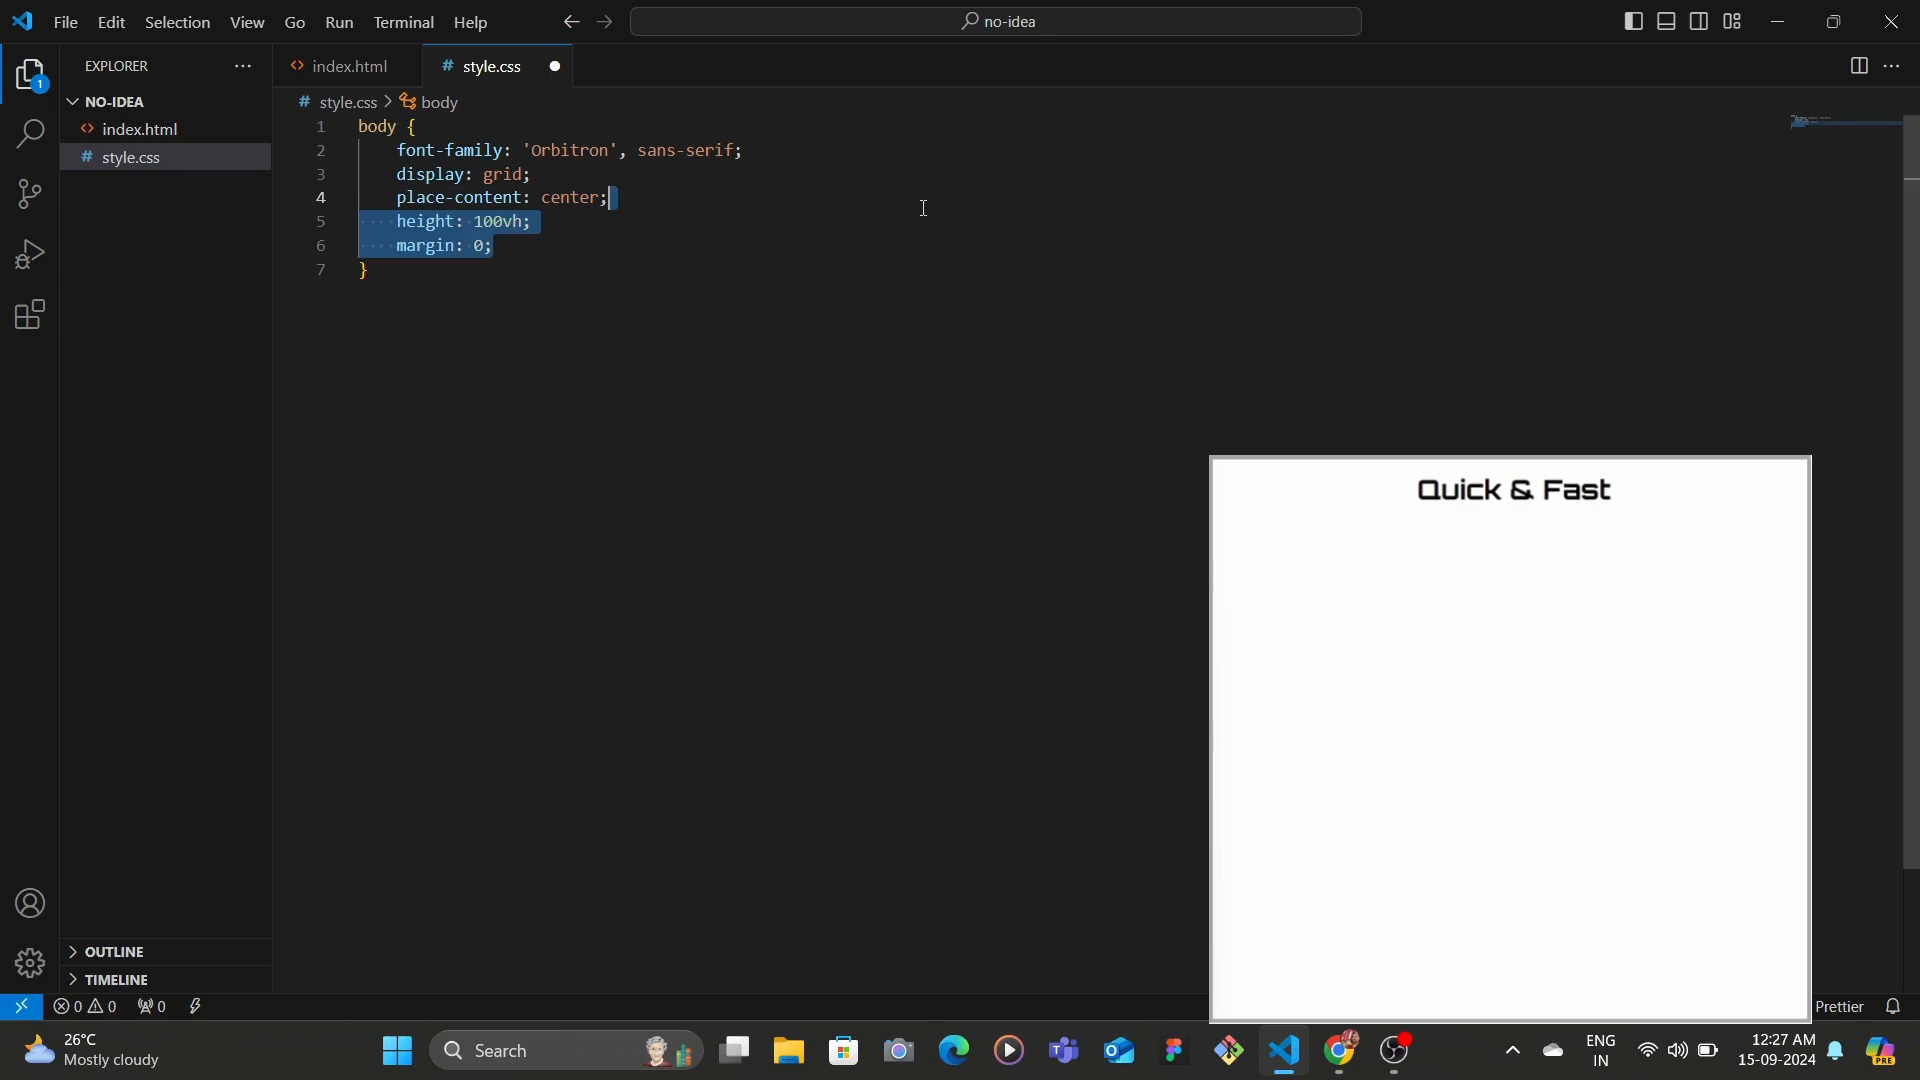 File Edit Selection View Go Run Terminal Help
no-idea
EXPLORER
index.html
style.css
1
NO-IDEA
index.html
style.css
style.css > body
1 body {
2 font-family: 'Orbitron', sans-serif;
3 display: grid;
4 place-content: center;
5 height: 100vh;
6 margin: 0;
7 }
Quick & Fast
OUTLINE
TIMELINE
0 0 0
Prettier
26°C
Mostly cloudy
Search
ENG
IN
12:27 AM
15-09-2024
PRE